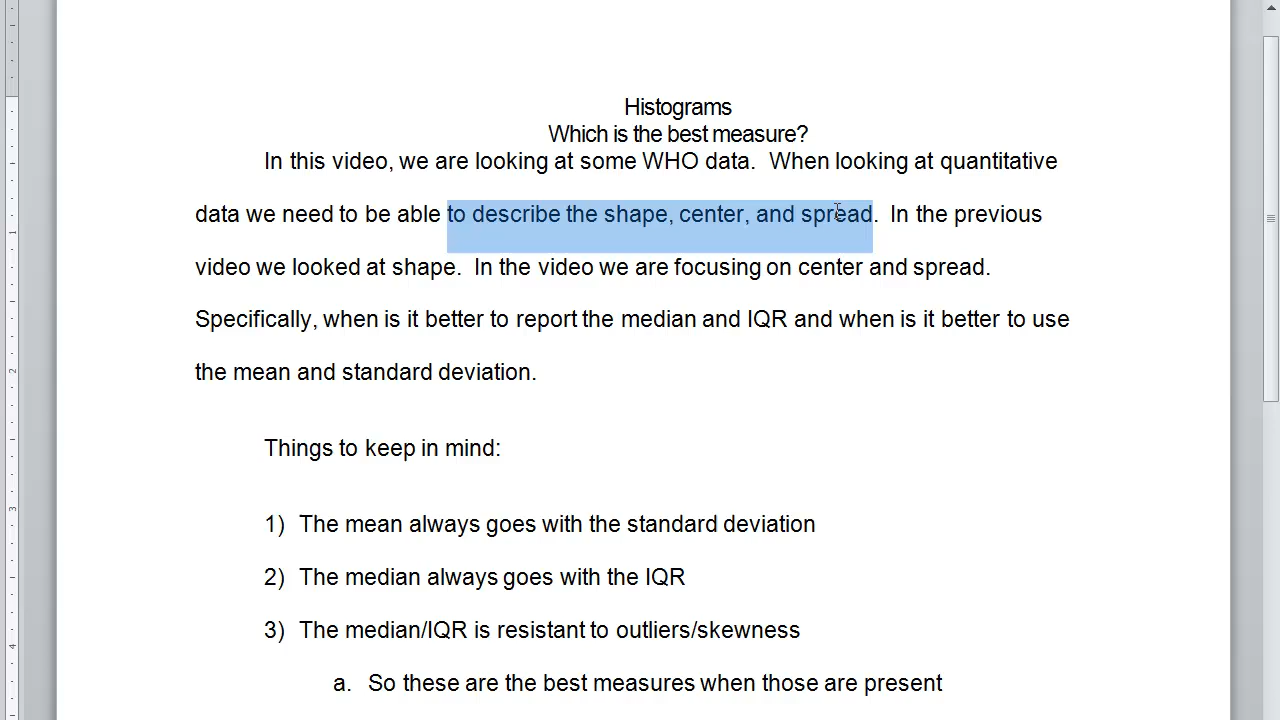 Histograms
Which is the best measure?
In this video, we are looking at some WHO data.  When looking at quantitative
data we need to be able to describe the shape, center, and spread.  In the previous
video we looked at shape.  In the video we are focusing on center and spread.
Specifically, when is it better to report the median and IQR and when is it better to use
the mean and standard deviation.
Things to keep in mind:
1) The mean always goes with the standard deviation
2) The median always goes with the IQR
3) The median/IQR is resistant to outliers/skewness
a. So these are the best measures when those are present